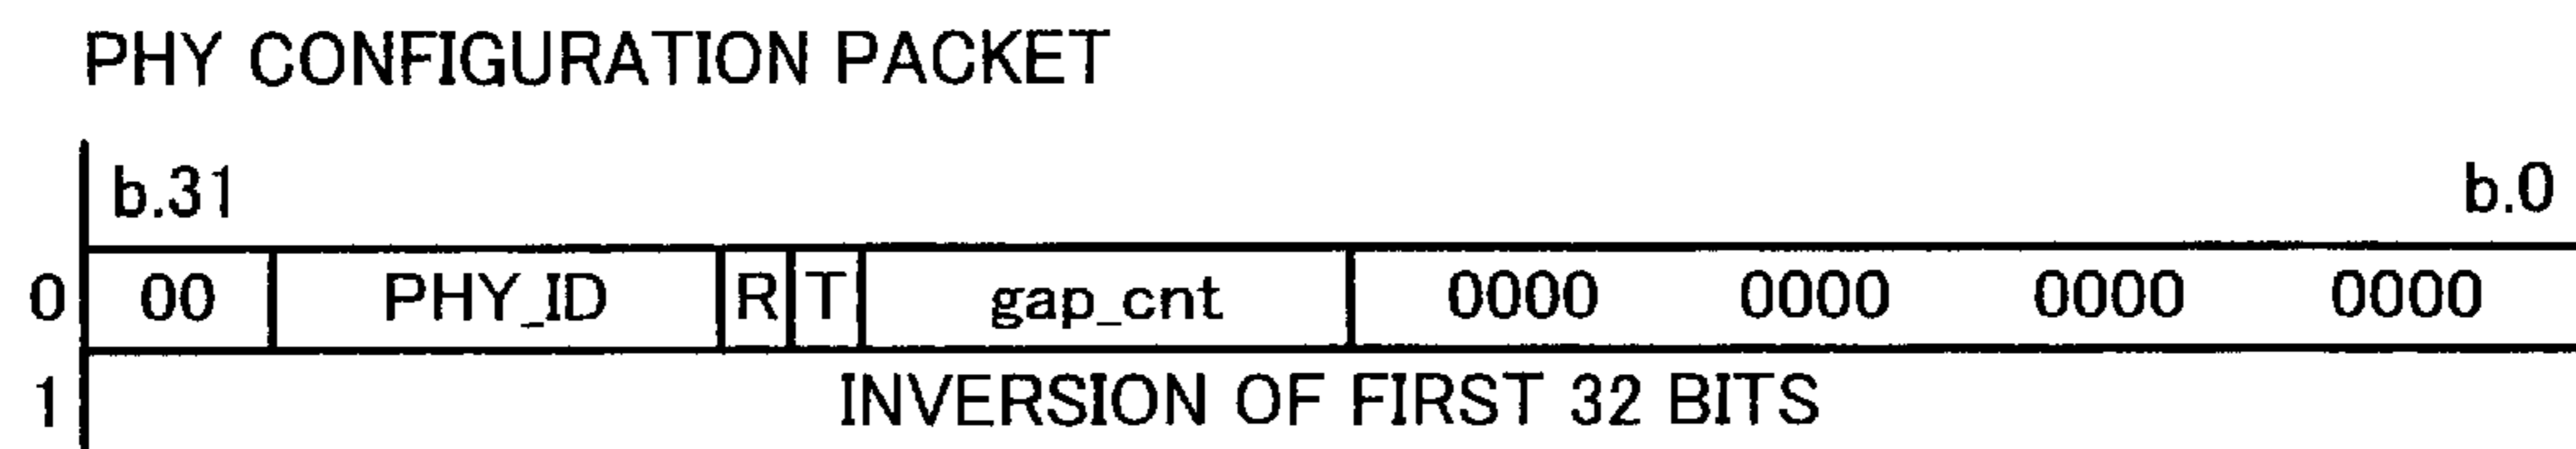 PHY CONFIGURATION PACKET
b.31 b.0
0 00 PHY_ID R T gap_cnt 0000 0000 0000 0000
1 INVERSION OF FIRST 32 BITS